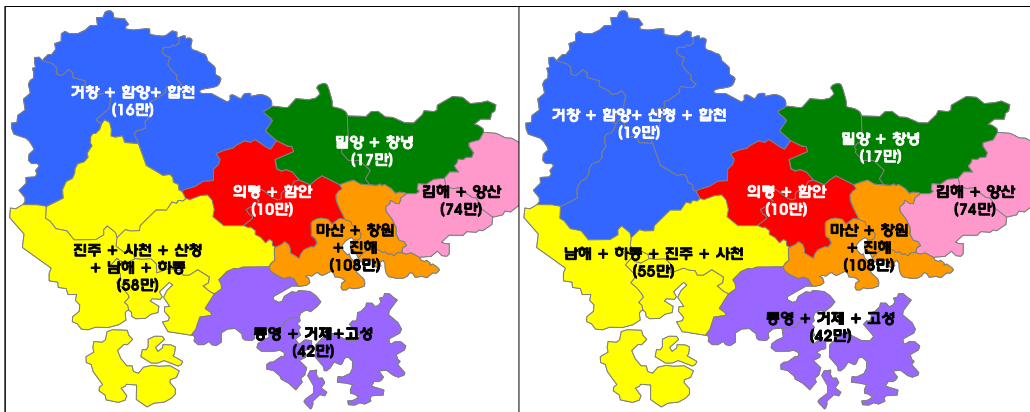 거창 + 함양+ 합천
(16만)
밀양 + 창녕
(17만)
의령 + 함안
(10만)
김해 + 양산
(74만)
마산 + 창원
+ 진해
(108만)
진주 + 사천 + 산청
+ 남해 + 하동
(58만)
통영 + 거제+고성
(42만)
거창 + 함양+ 산청 + 합천
(19만)
밀양 + 창녕
(17만)
의령 + 함안
(10만)
김해 + 양산
(74만)
마산 + 창원
+ 진해
(108만)
남해 + 하동 + 진주 + 사천
(55만)
통영 + 거제 + 고성
(42만)